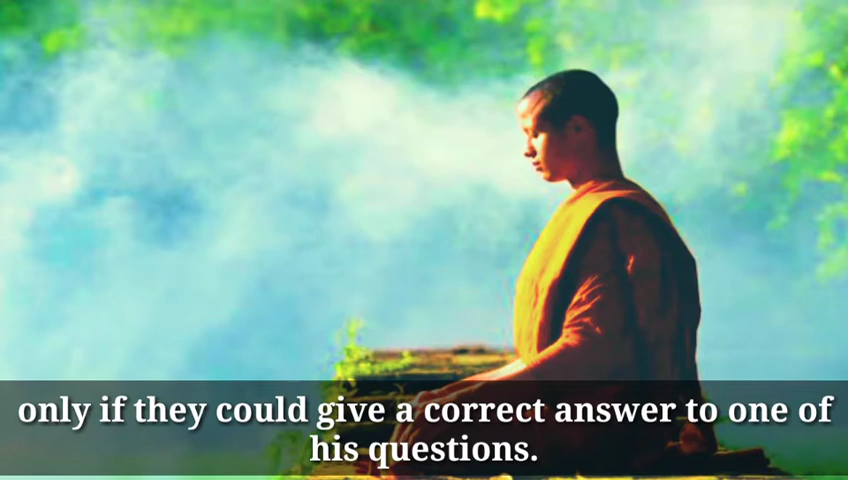 only if they could give a correct answer to one of
his questions.